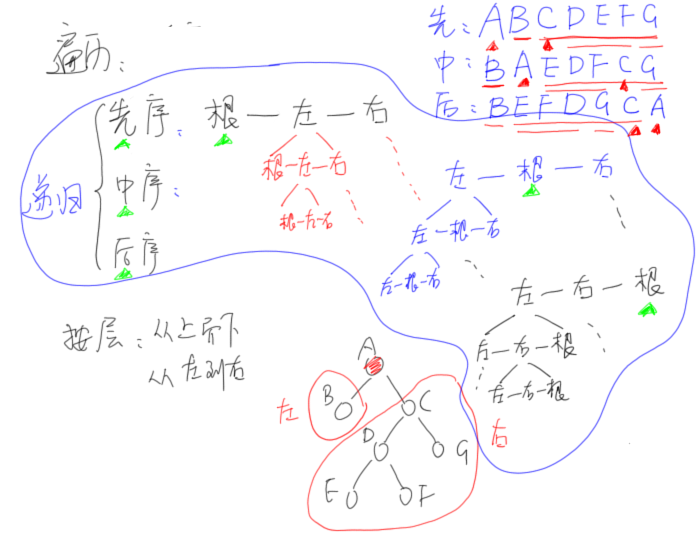 遍历：
先：ABCDEFG
中：BAEDFCG
后：BEFDGCA
递归
先序：根—左—右
根—左—右
根—左—右
中序：
左—根—右
左—根—右
左—根—右
后序
左—右—根
左—右—根
左—右—根
按层：从上而下
从左到右
A
左
B
C
D
G
右
E
F